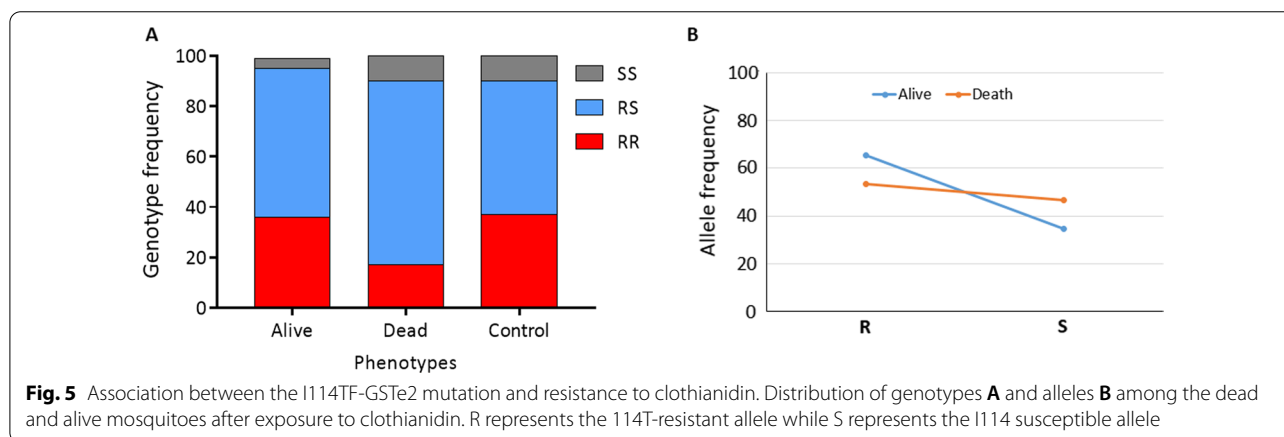 A
Genotype frequency
100
80
60
40
20
0
Alive
Dead
Control
Phenotypes
SS
RS
RR
B
Allele frequency
100
80
60
40
20
0
Alive
Death
R
S
Fig. 5 Association between the I114TF-GSTe2 mutation and resistance to clothianidin. Distribution of genotypes A and alleles B among the dead
and alive mosquitoes after exposure to clothianidin. R represents the 114T-resistant allele while S represents the I114 susceptible allele